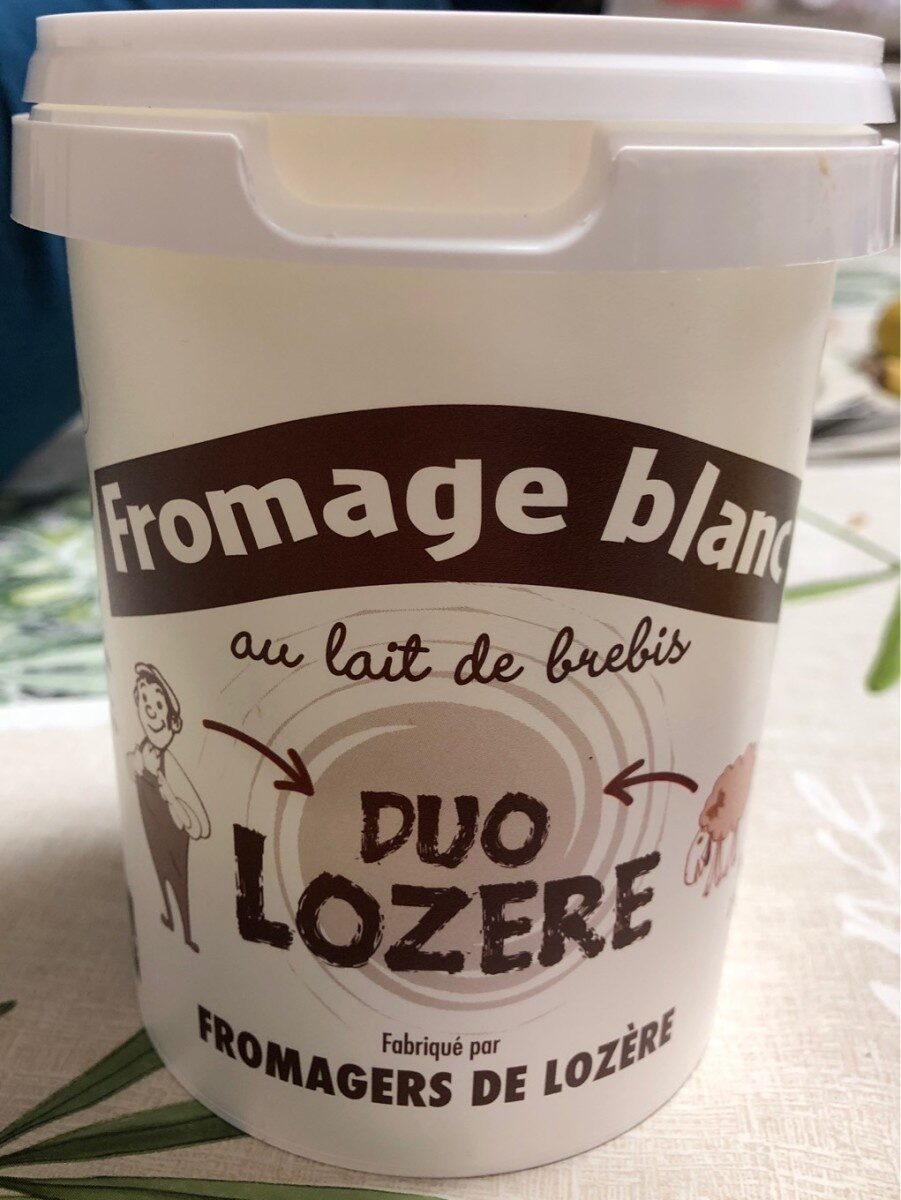 Fromage blanc
au lait de brebis
DUO
LOZERE
Fabriqué par
FROMAGERS DE LOZÈRE